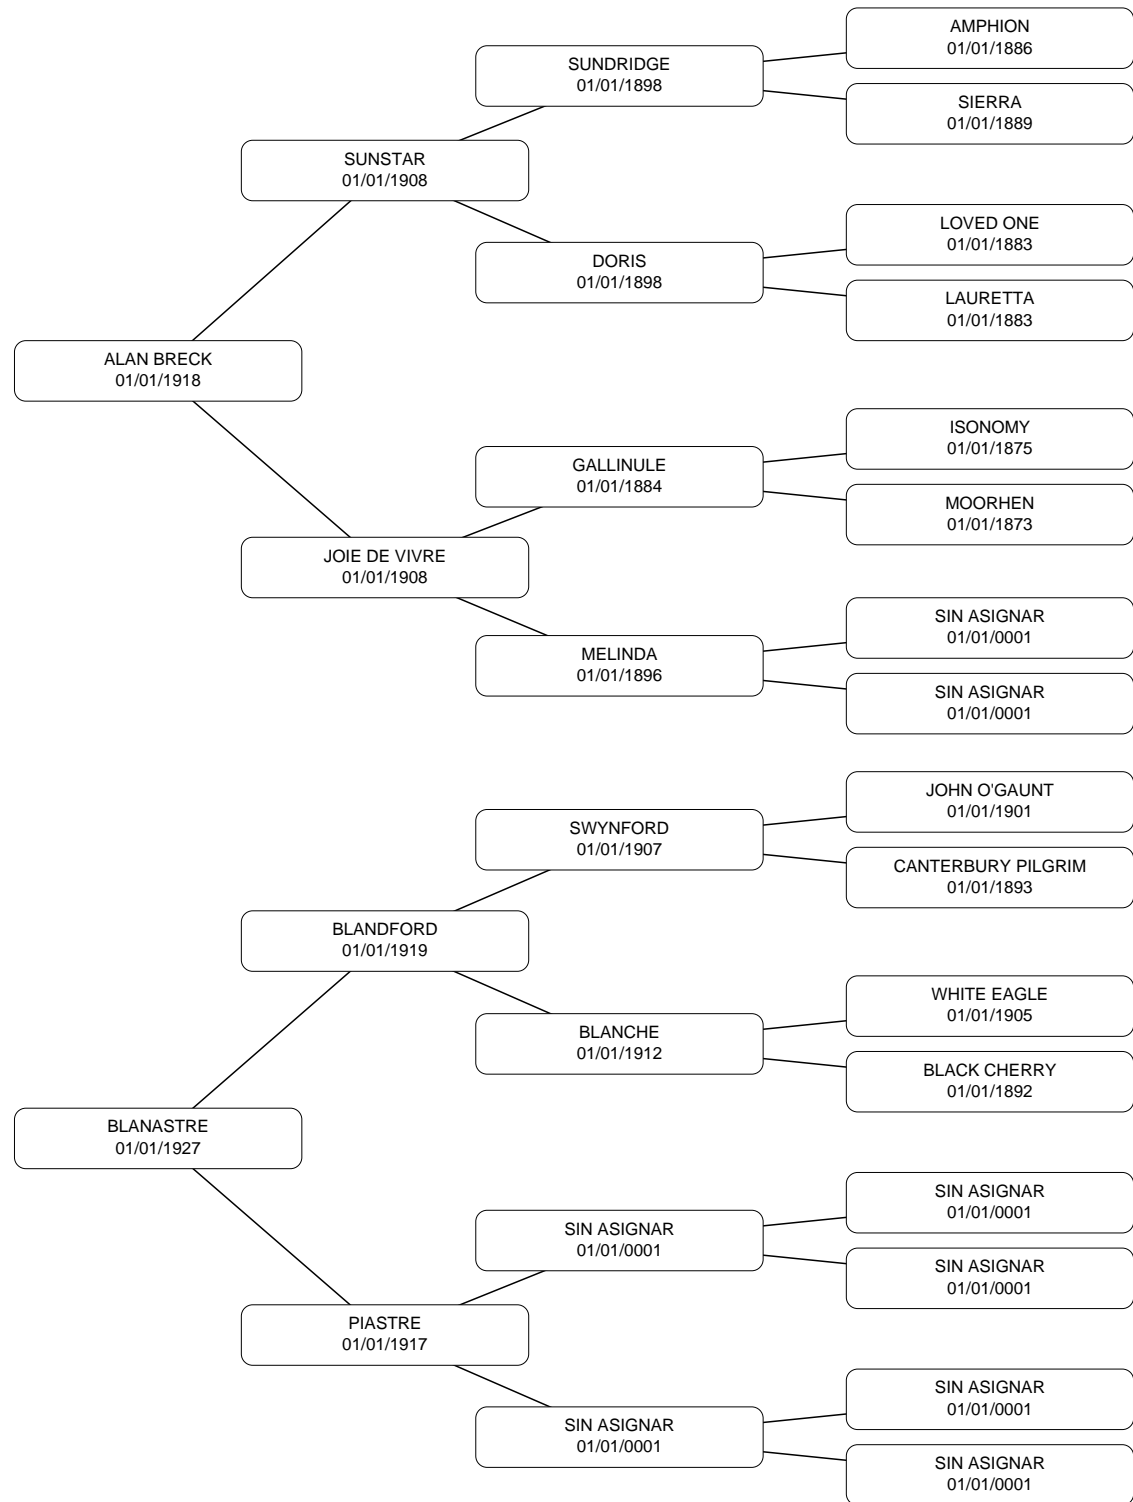 AMPHION
01/01/1886
SUNDRIDGE
01/01/1898
SIERRA
01/01/1889
SUNSTAR
01/01/1908
LOVED ONE
01/01/1883
DORIS
01/01/1898
LAURETTA
01/01/1883
ALAN BRECK
01/01/1918
ISONOMY
01/01/1875
GALLINULE
01/01/1884
MOORHEN
01/01/1873
JOIE DE VIVRE
01/01/1908
SIN ASIGNAR
01/01/0001
MELINDA
01/01/1896
SIN ASIGNAR
01/01/0001
JOHN O'GAUNT
01/01/1901
SWYNFORD
01/01/1907
CANTERBURY PILGRIM
01/01/1893
BLANDFORD
01/01/1919
WHITE EAGLE
01/01/1905
BLANCHE
01/01/1912
BLACK CHERRY
01/01/1892
BLANASTRE
01/01/1927
SIN ASIGNAR
01/01/0001
SIN ASIGNAR
01/01/0001
SIN ASIGNAR
01/01/0001
PIASTRE
01/01/1917
SIN ASIGNAR
01/01/0001
SIN ASIGNAR
01/01/0001
SIN ASIGNAR
01/01/0001